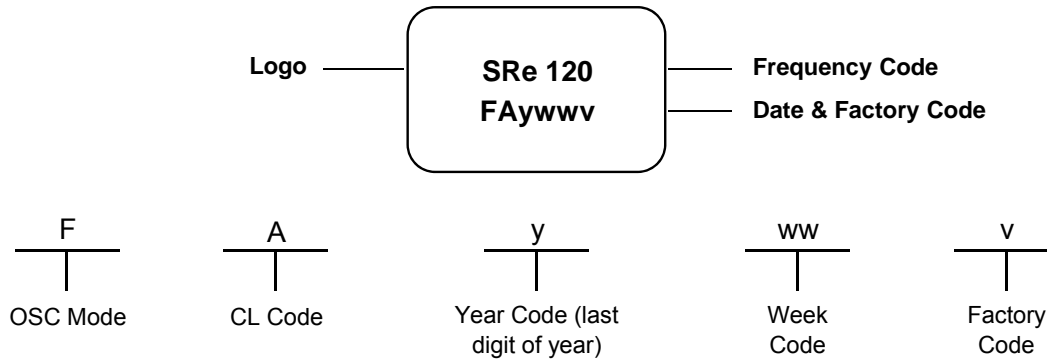 Logo
SRe 120
Frequency Code
FAywwv
Date & Factory Code
F
A
y
ww
v
OSC Mode
CL Code
Year Code (last
digit of year)
Week
Code
Factory
Code